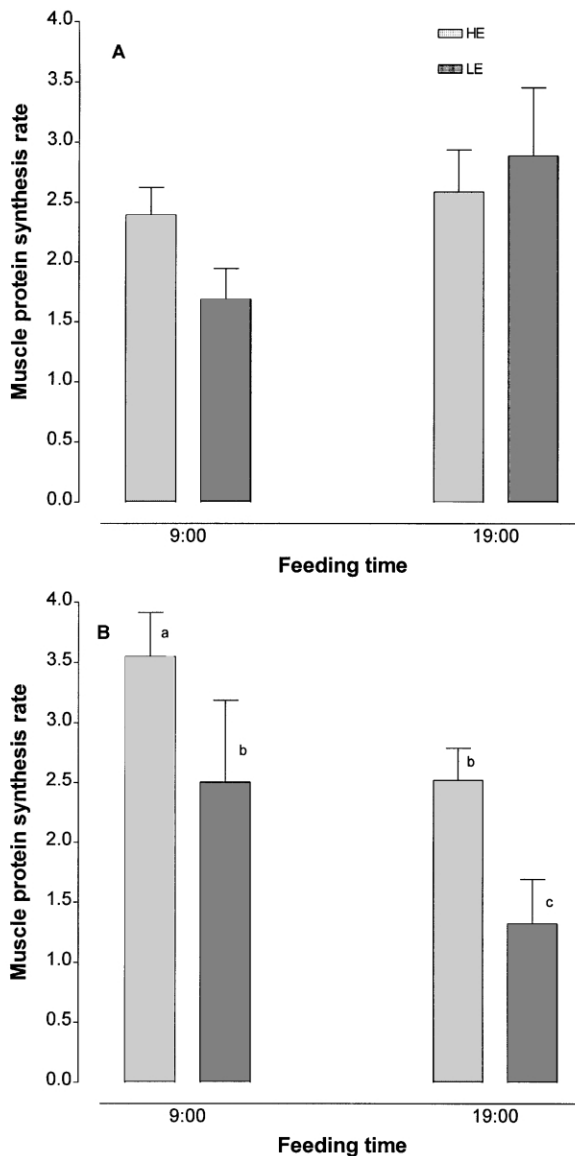 A
HE
LE
4.0
3.5
3.0
2.5
2.0
1.5
1.0
0.5
0.0
Muscle protein synthesis rate
9:00 19:00
Feeding time
B
4.0
3.5
3.0
2.5
2.0
1.5
1.0
0.5
0.0
Muscle protein synthesis rate
a
b
b
c
9:00 19:00
Feeding time